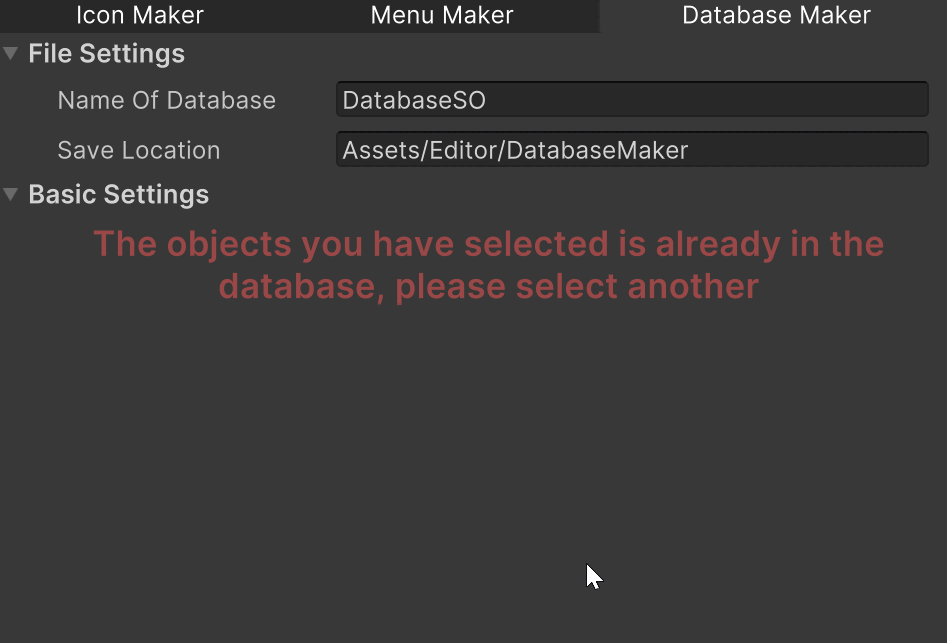 Icon Maker Menu Maker Database Maker
File Settings
Name Of Database DatabaseSO
Save Location Assets/Editor/DatabaseMaker
Basic Settings
The objects you have selected is already in the
database, please select another